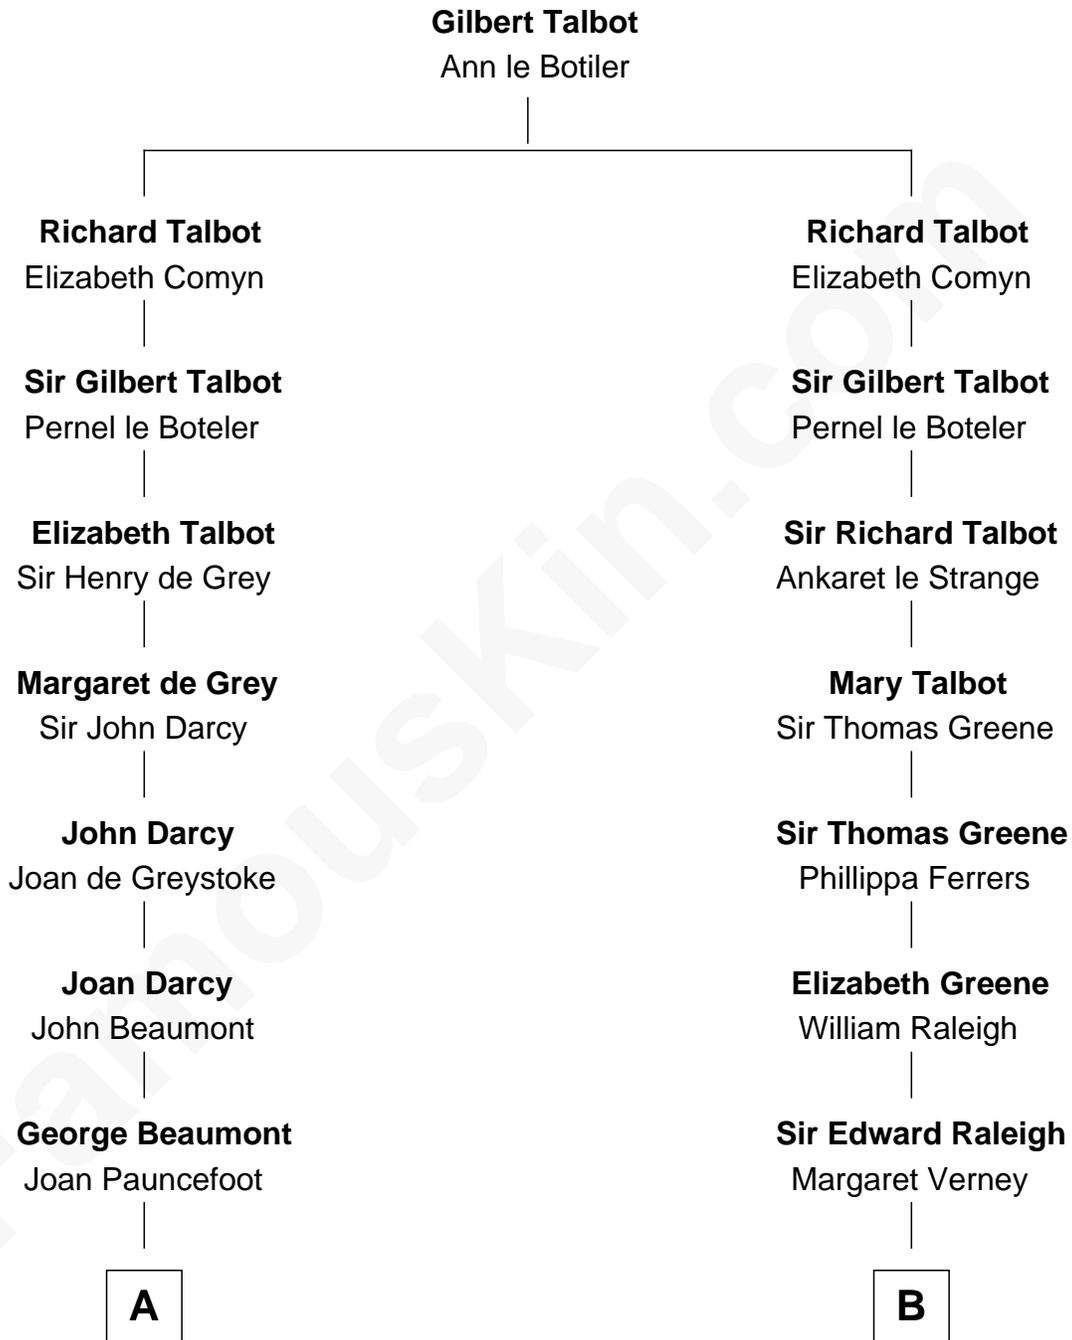 Gilbert Talbot
Ann le Botiler
Richard Talbot
Elizabeth Comyn
Sir Gilbert Talbot
Pernel le Boteler
Elizabeth Talbot
Sir Henry de Grey
Margaret de Grey
Sir John Darcy
John Darcy
Joan de Greystoke
Joan Darcy
John Beaumont
George Beaumont
Joan Pauncefoot
A
Richard Talbot
Elizabeth Comyn
Sir Gilbert Talbot
Pernel le Boteler
Sir Richard Talbot
Ankaret le Strange
Mary Talbot
Sir Thomas Greene
Sir Thomas Greene
Phillippa Ferrers
Elizabeth Greene
William Raleigh
Sir Edward Raleigh
Margaret Verney
B
FamousKin.com